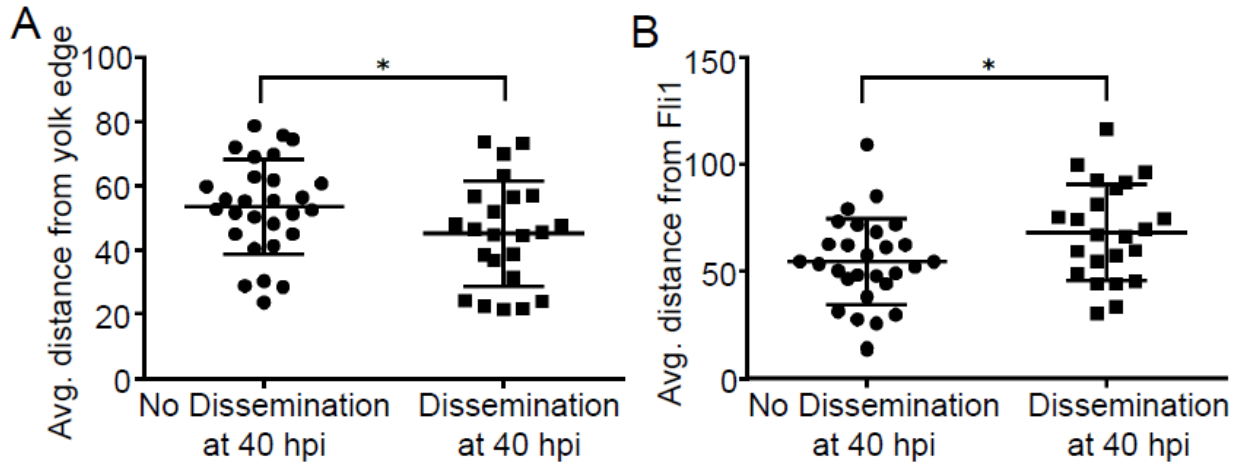 A
Avg. distance from yolk edge
100
80
60
40
20
0
*
No Dissemination
at 40 hpi
Dissemination
at 40 hpi
B
Avg. distance from Fli1
150
100
50
0
*
No Dissemination
at 40 hpi
Dissemination
at 40 hpi